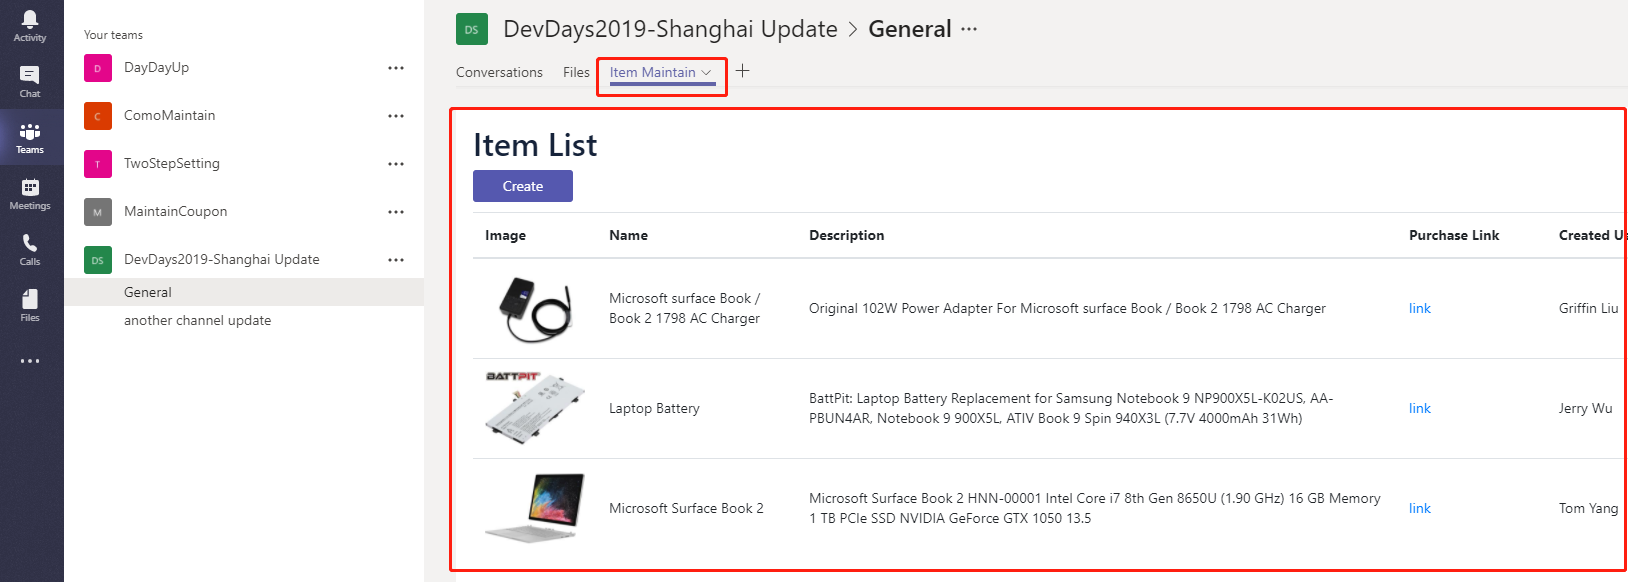 Activity
Chat
Teams
Meetings
Calls
Files
Your teams
D
DayDayUp
C
ComoMaintain
T
TwoStepSetting
M
MaintainCoupon
DS
DevDays2019-Shanghai Update
General
another channel update
DS
DevDays2019-Shanghai Update > General
Conversations Files Item Maintain
Item List
Create
Image Name Description Purchase Link Created Us
Microsoft surface Book /
Book 2 1798 AC Charger
Original 102W Power Adapter For Microsoft surface Book / Book 2 1798 AC Charger
link
Griffin Liu
BATTPIT
Laptop Battery
BattPit: Laptop Battery Replacement for Samsung Notebook 9 NP900X5L-K02US, AA-
PBUN4AR, Notebook 9 900X5L, ATIV Book 9 Spin 940X3L (7.7V 4000mAh 31Wh)
link
Jerry Wu
Microsoft Surface Book 2
Microsoft Surface Book 2 HNN-00001 Intel Core i7 8th Gen 8650U (1.90 GHz) 16 GB Memory
1 TB PCIe SSD NVIDIA GeForce GTX 1050 13.5
link
Tom Yang